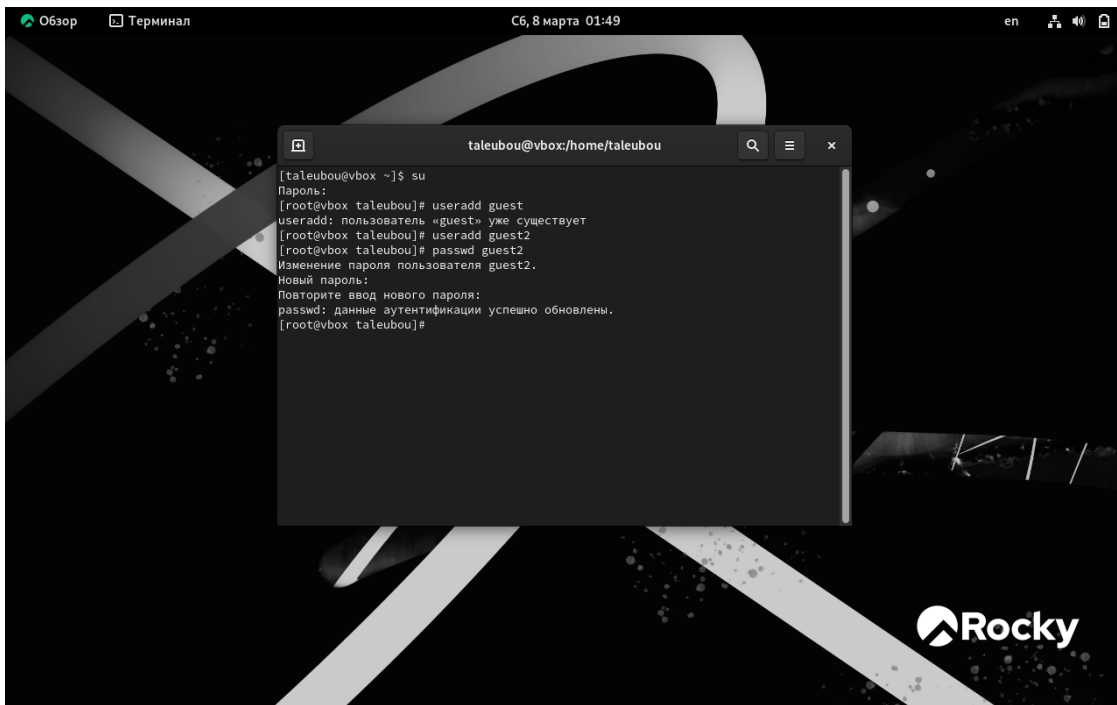 Обзор
Терминал
Сб, 8 марта 01:49
en
taleubou@vbox:/home/taleubou
[taleubou@vbox ~]$ su
Пароль:
[root@vbox taleubou]# useradd guest
useradd: пользователь «guest» уже существует
[root@vbox taleubou]# useradd guest2
[root@vbox taleubou]# passwd guest2
Изменение пароля пользователя guest2.
Новый пароль:
Повторите ввод нового пароля:
passwd: данные аутентификации успешно обновлены.
[root@vbox taleubou]#
Rocky